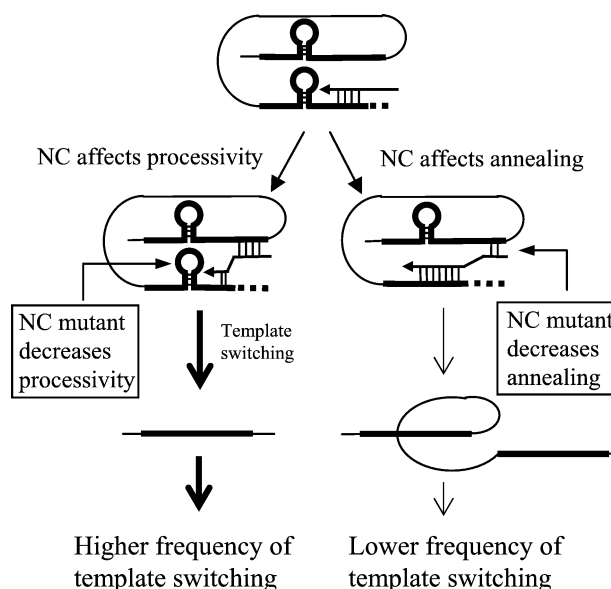 NC affects processivity
NC affects annealing
NC mutant
decreases
processivity
Template
switching
NC mutant
decreases
annealing
Higher frequency of
template switching
Lower frequency of
template switching